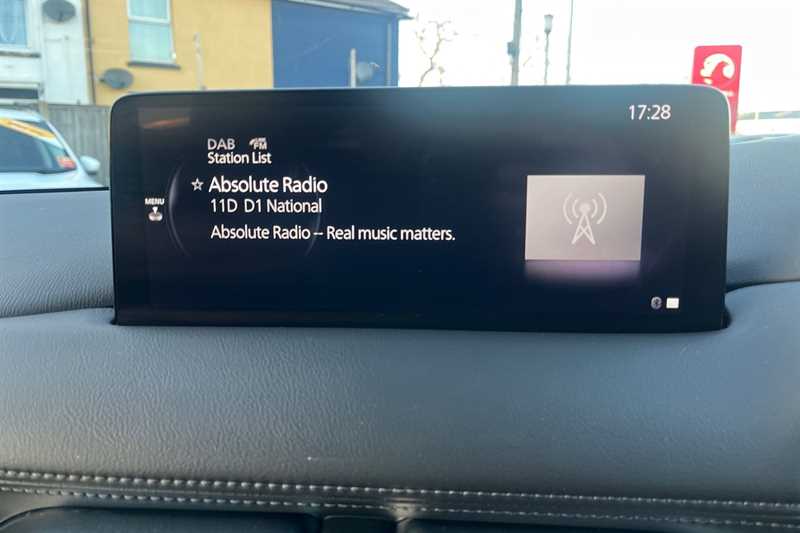 17:28
DAB
FM
Station List
☆ Absolute Radio
11D D1 National
MENU
Absolute Radio -- Real music matters.